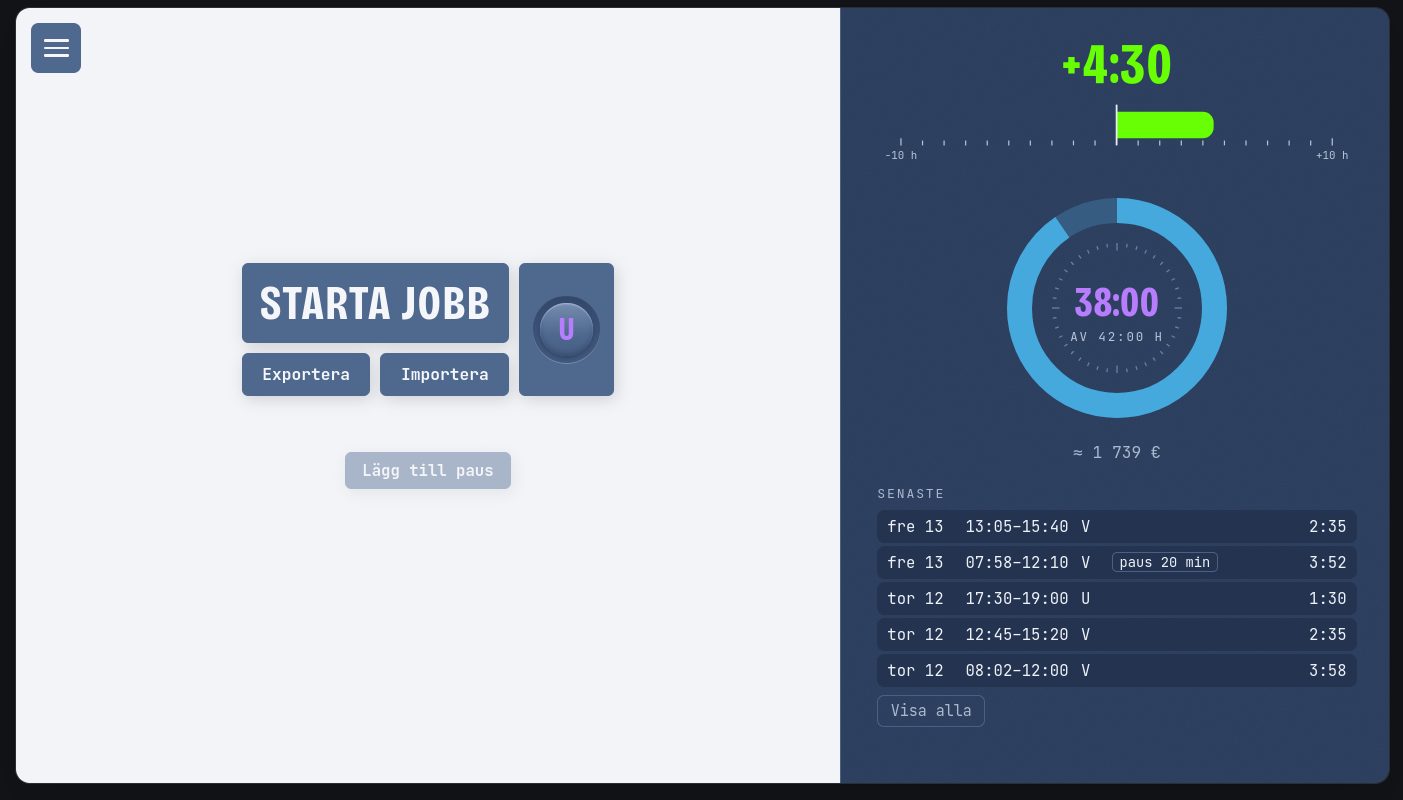 STARTA JOBB
U
Exportera
Importera
Lägg till paus
+4:30
-10 h
+10 h
38:00
AV 42:00 H
≈ 1 739 €
SENASTE
fre 13 13:05–15:40 V 2:35
fre 13 07:58–12:10 V paus 20 min 3:52
tor 12 17:30–19:00 U 1:30
tor 12 12:45–15:20 V 2:35
tor 12 08:02–12:00 V 3:58
Visa alla